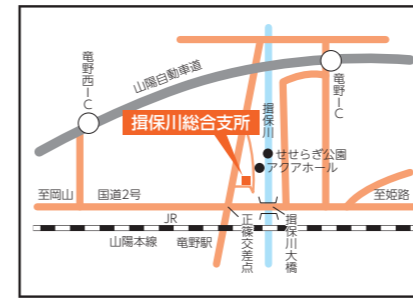 竜野西IC
山陽自動車道
竜野IC
揖保川総合支所
揖保川
せせらぎ公園
アクアホール
至岡山
国道2号
至姫路
JR
山陽本線
竜野駅
正篠交差点
揖保川大橋